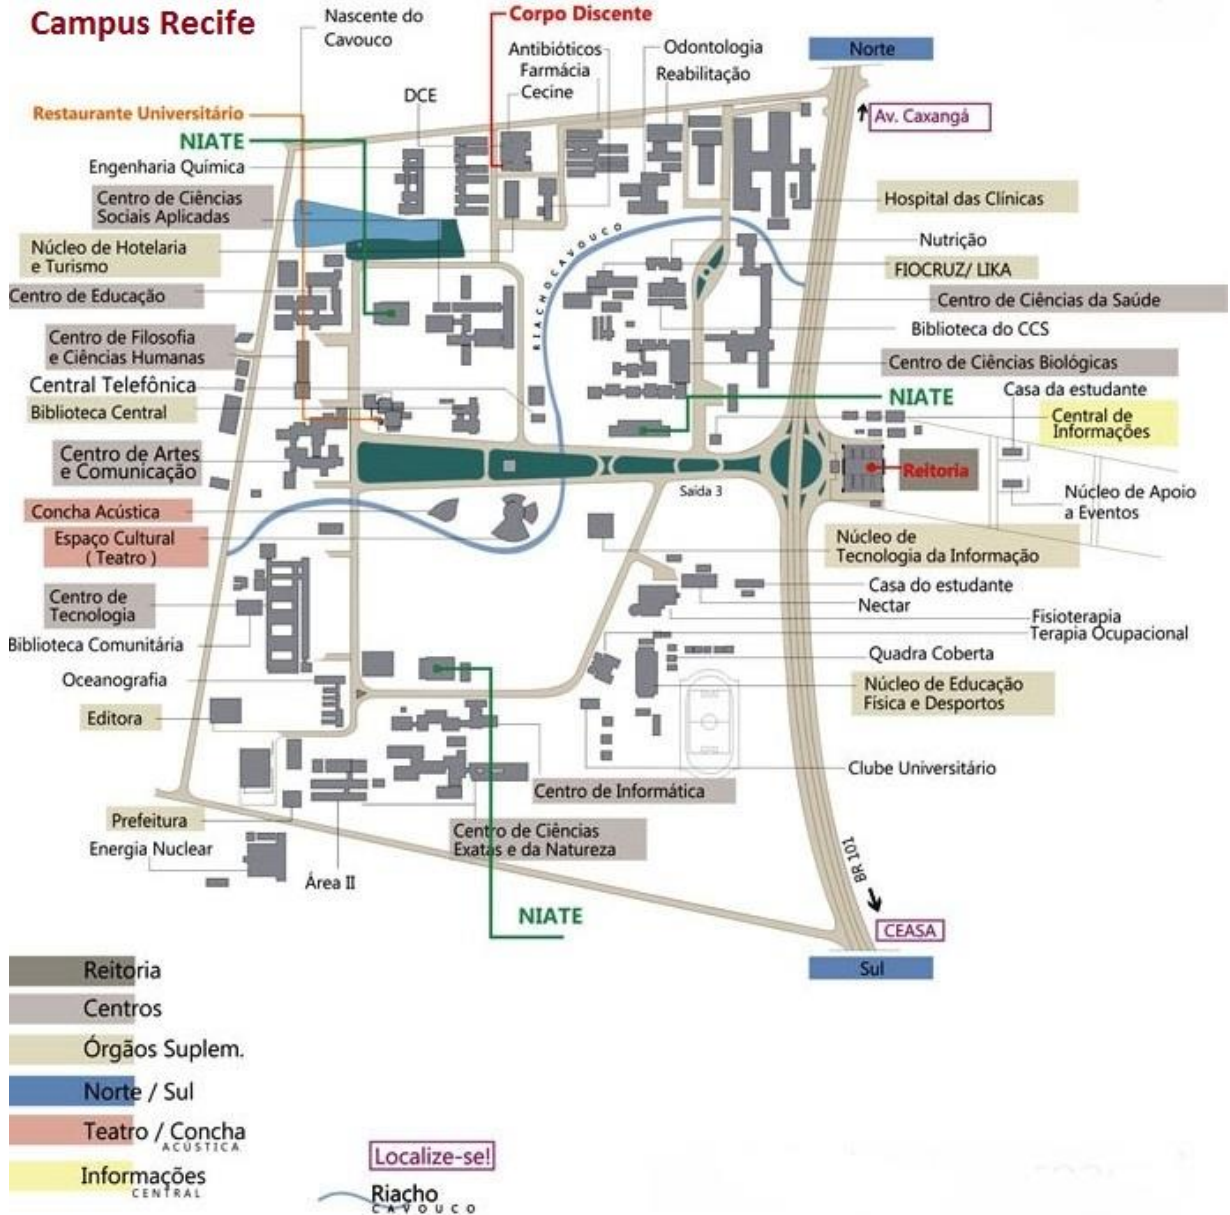 Campus Recife
Nascente do
Cavouco
Corpo Discente
Antibióticos
Farmácia
Cecine
Odontologia
Reabilitação
Norte
DCE
Av. Caxangá
Restaurante Universitário
NIATE
Engenharia Química
Centro de Ciências
Sociais Aplicadas
Hospital das Clínicas
Núcleo de Hotelaria
e Turismo
RIACHOCAVOUCO
Nutrição
FIOCRUZ/ LIKA
Centro de Educação
Centro de Ciências da Saúde
Centro de Filosofia
e Ciências Humanas
Biblioteca do CCS
Centro de Ciências Biológicas
Central Telefônica
Biblioteca Central
NIATE
Casa da estudante
Central de
Informações
Centro de Artes
e Comunicação
Reitoria
Saída 3
Núcleo de Apoio
a Eventos
Concha Acústica
Espaço Cultural
( Teatro )
Núcleo de
Tecnologia da Informação
Centro de
Tecnologia
Casa do estudante
Nectar
Fisioterapia
Terapia Ocupacional
Biblioteca Comunitária
Quadra Coberta
Oceanografia
Núcleo de Educação
Física e Desportos
Editora
Clube Universitário
Centro de Informática
Prefeitura
Centro de Ciências
Exatas e da Natureza
Energia Nuclear
Área II
BR 101
NIATE
CEASA
Sul
Reitoria
Centros
Órgãos Suplem.
Norte / Sul
Teatro / Concha
ACÚSTICA
Informações
CENTRAL
Localize-se!
Riacho
CAVOUCO